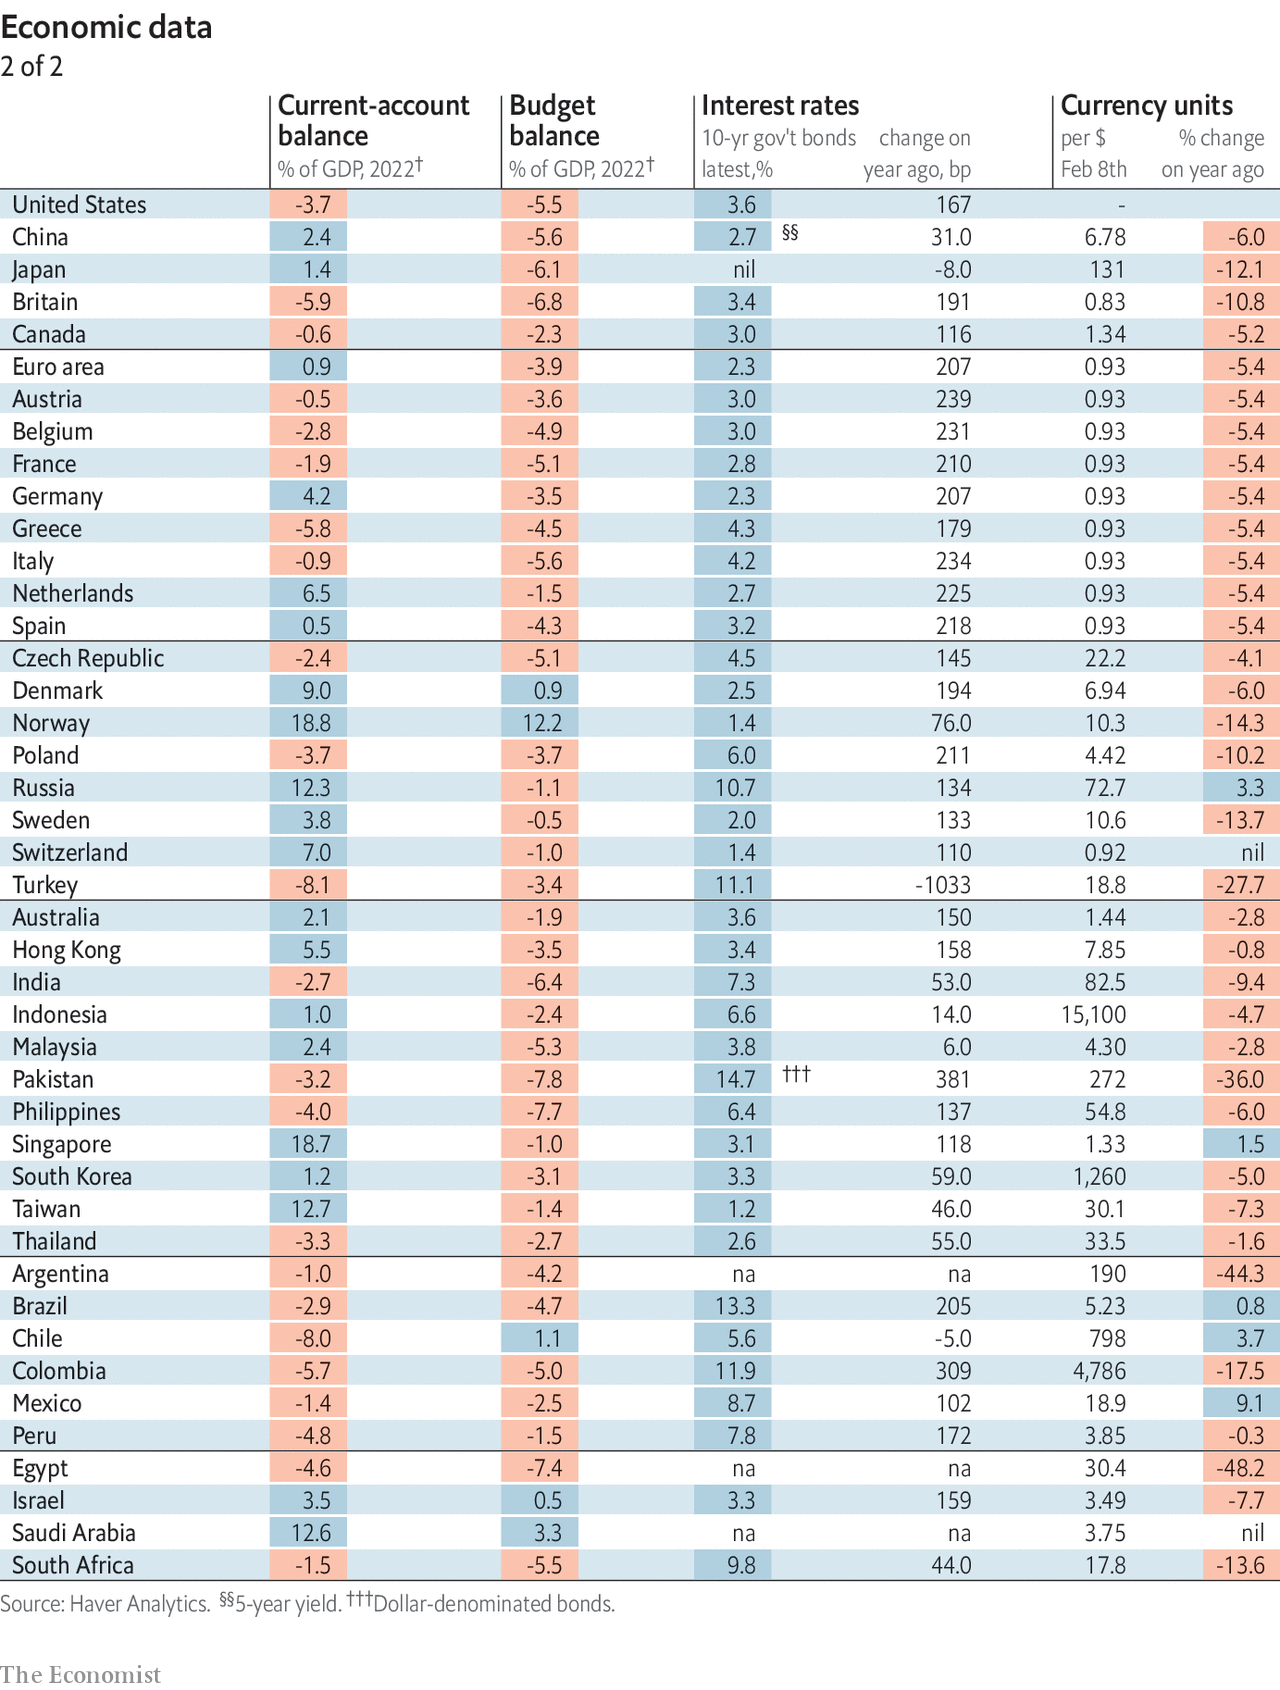 Economic data
2 of 2
Current-account Budget Interest rates Currency units
balance balance 10-yr gov't bonds change on per $ % change
% of GDP, 2022† % of GDP, 2022† latest,% year ago, bp Feb 8th on year ago
United States -3.7 -5.5 3.6 167 -
China 2.4 -5.6 2.7 §§ 31.0 6.78 -6.0
Japan 1.4 -6.1 nil -8.0 131 -12.1
Britain -5.9 -6.8 3.4 191 0.83 -10.8
Canada -0.6 -2.3 3.0 116 1.34 -5.2
Euro area 0.9 -3.9 2.3 207 0.93 -5.4
Austria -0.5 -3.6 3.0 239 0.93 -5.4
Belgium -2.8 -4.9 3.0 231 0.93 -5.4
France -1.9 -5.1 2.8 210 0.93 -5.4
Germany 4.2 -3.5 2.3 207 0.93 -5.4
Greece -5.8 -4.5 4.3 179 0.93 -5.4
Italy -0.9 -5.6 4.2 234 0.93 -5.4
Netherlands 6.5 -1.5 2.7 225 0.93 -5.4
Spain 0.5 -4.3 3.2 218 0.93 -5.4
Czech Republic -2.4 -5.1 4.5 145 22.2 -4.1
Denmark 9.0 0.9 2.5 194 6.94 -6.0
Norway 18.8 12.2 1.4 76.0 10.3 -14.3
Poland -3.7 -3.7 6.0 211 4.42 -10.2
Russia 12.3 -1.1 10.7 134 72.7 3.3
Sweden 3.8 -0.5 2.0 133 10.6 -13.7
Switzerland 7.0 -1.0 1.4 110 0.92 nil
Turkey -8.1 -3.4 11.1 -1033 18.8 -27.7
Australia 2.1 -1.9 3.6 150 1.44 -2.8
Hong Kong 5.5 -3.5 3.4 158 7.85 -0.8
India -2.7 -6.4 7.3 53.0 82.5 -9.4
Indonesia 1.0 -2.4 6.6 14.0 15,100 -4.7
Malaysia 2.4 -5.3 3.8 6.0 4.30 -2.8
Pakistan -3.2 -7.8 14.7 ††† 381 272 -36.0
Philippines -4.0 -7.7 6.4 137 54.8 -6.0
Singapore 18.7 -1.0 3.1 118 1.33 1.5
South Korea 1.2 -3.1 3.3 59.0 1,260 -5.0
Taiwan 12.7 -1.4 1.2 46.0 30.1 -7.3
Thailand -3.3 -2.7 2.6 55.0 33.5 -1.6
Argentina -1.0 -4.2 na na 190 -44.3
Brazil -2.9 -4.7 13.3 205 5.23 0.8
Chile -8.0 1.1 5.6 -5.0 798 3.7
Colombia -5.7 -5.0 11.9 309 4,786 -17.5
Mexico -1.4 -2.5 8.7 102 18.9 9.1
Peru -4.8 -1.5 7.8 172 3.85 -0.3
Egypt -4.6 -7.4 na na 30.4 -48.2
Israel 3.5 0.5 3.3 159 3.49 -7.7
Saudi Arabia 12.6 3.3 na na 3.75 nil
South Africa -1.5 -5.5 9.8 44.0 17.8 -13.6
Source: Haver Analytics. §§5-year yield. †††Dollar-denominated bonds.
The Economist